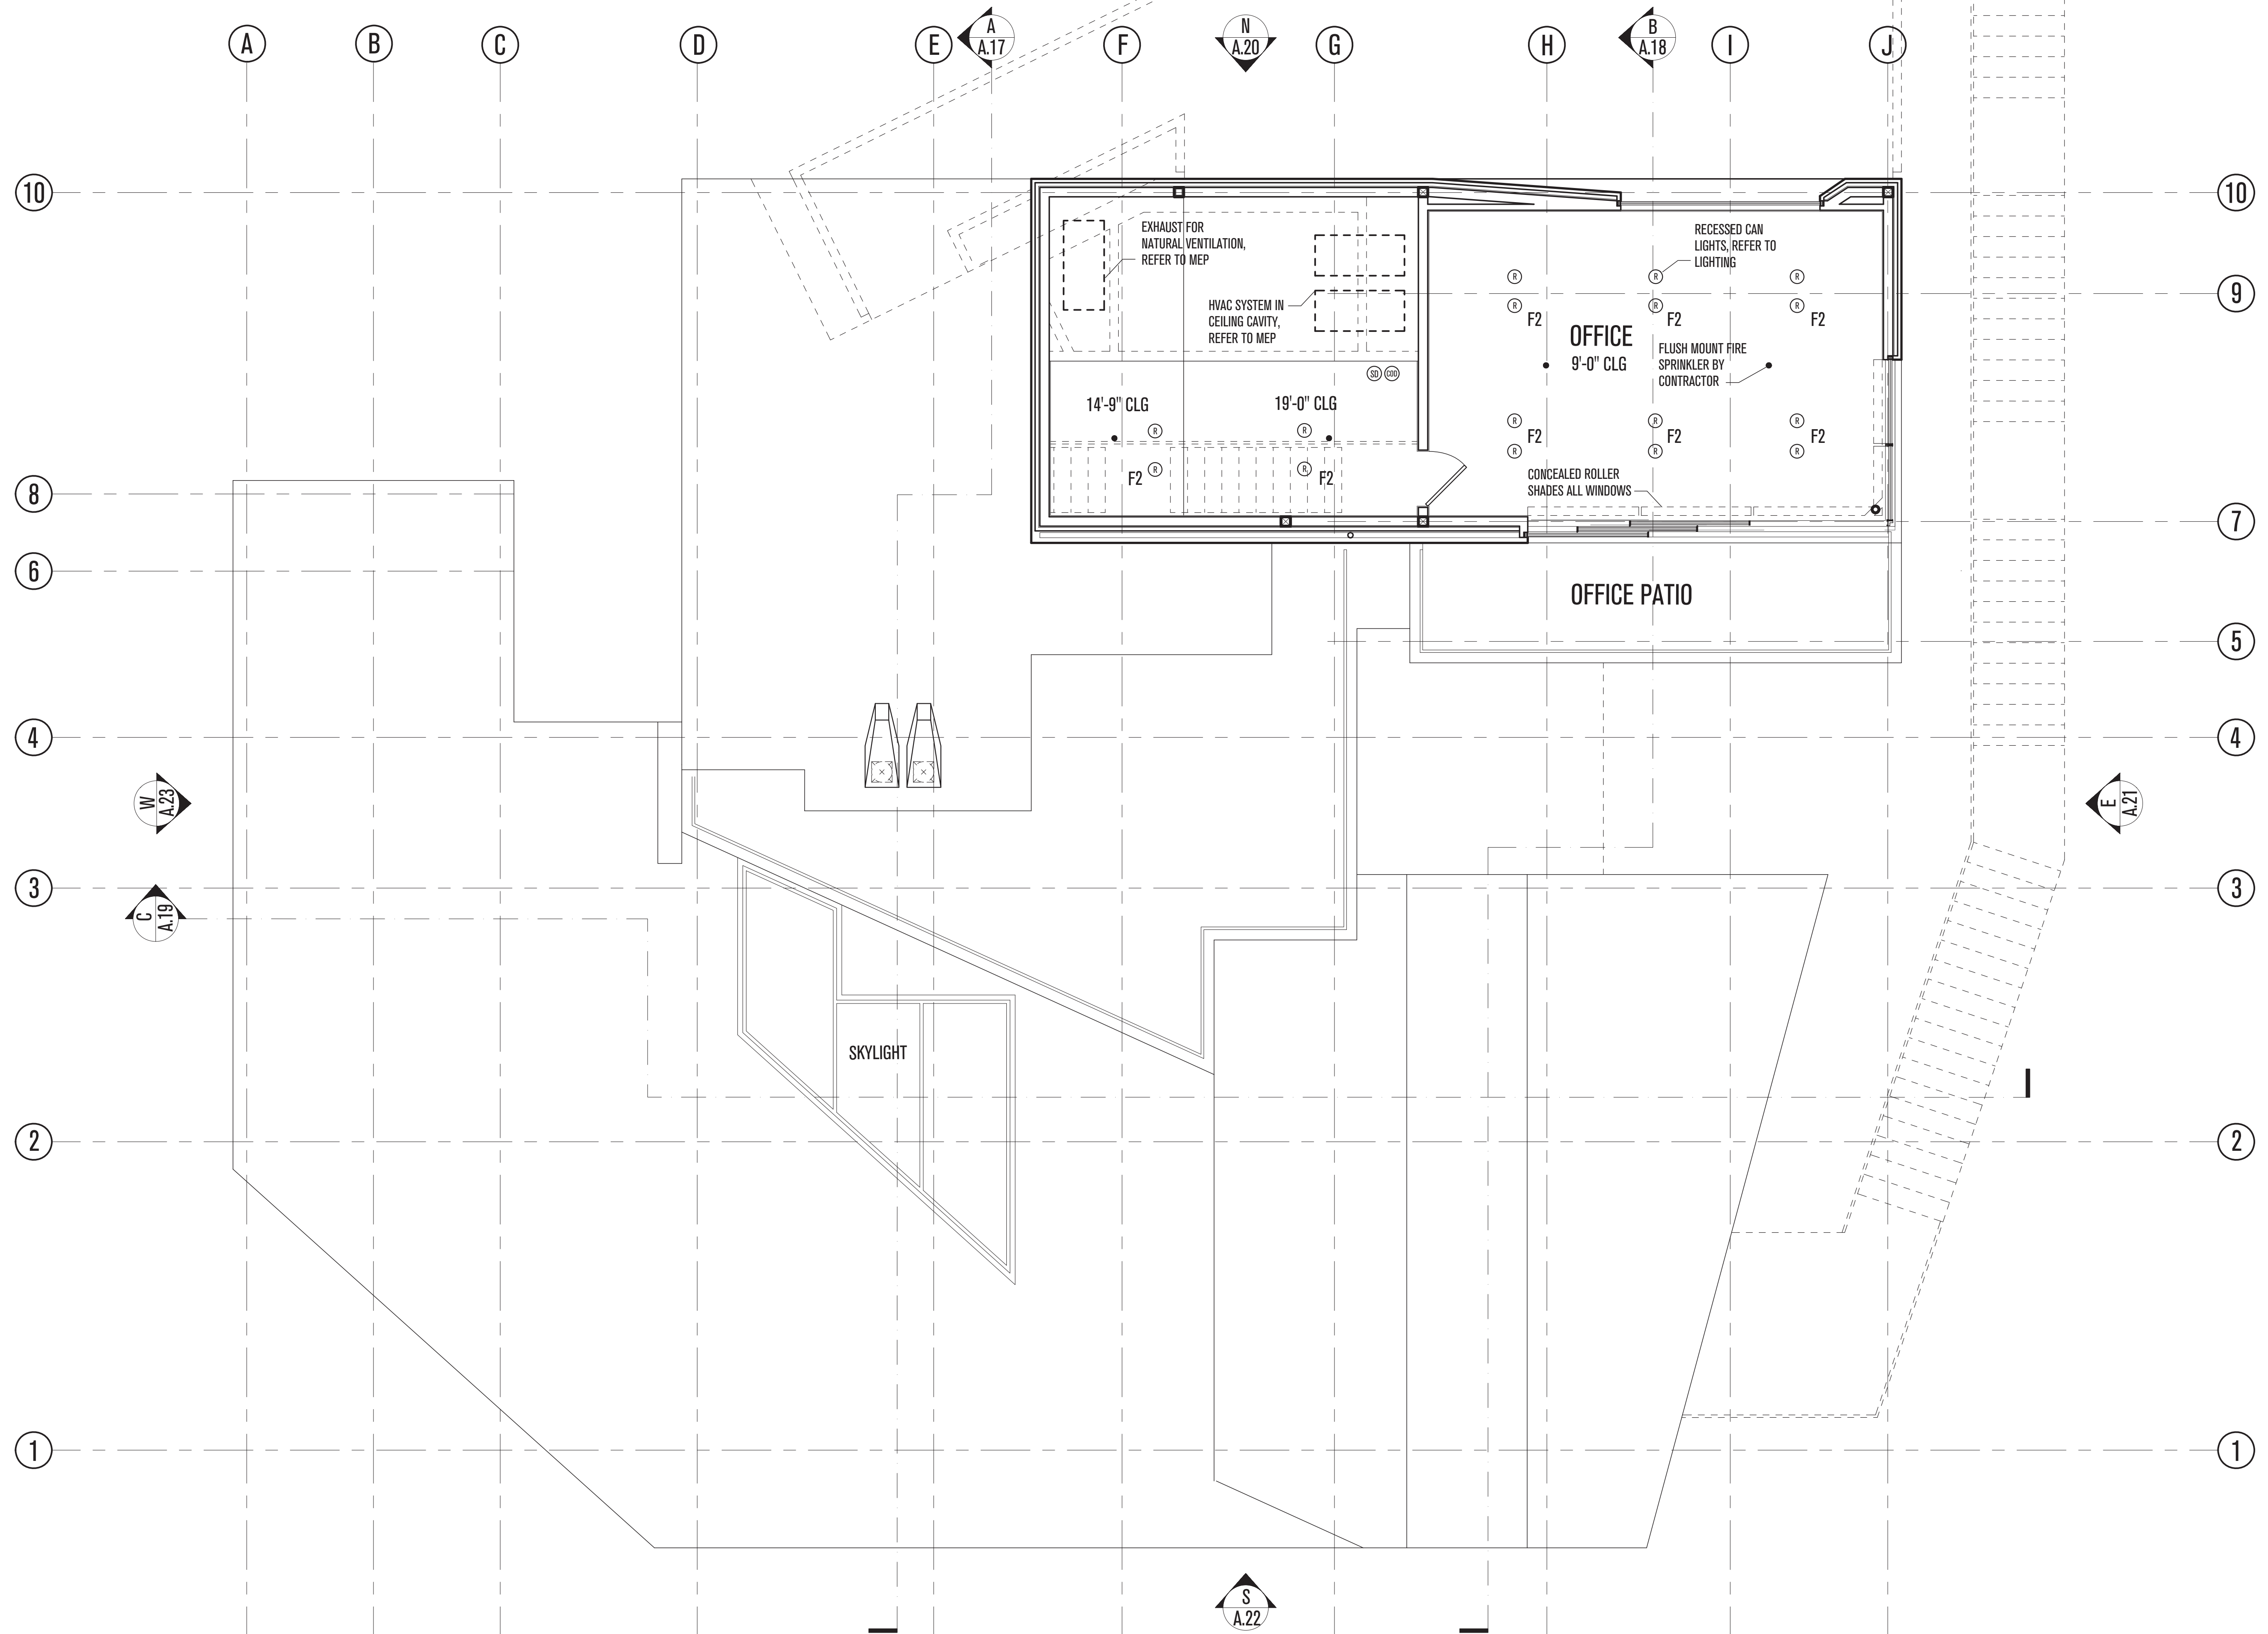 A
B
C
D
E
A
A.17
F
N
A.20
G
H
B
A.18
I
J
10
10
EXHAUST FOR
NATURAL VENTILATION,
REFER TO MEP
RECESSED CAN
LIGHTS, REFER TO
LIGHTING
R
R
R
9
HVAC SYSTEM IN
CEILING CAVITY,
REFER TO MEP
R
R
R
F2
F2
F2
OFFICE
9'-0" CLG
FLUSH MOUNT FIRE
SPRINKLER BY
CONTRACTOR
SD
COD
14'-9" CLG
19'-0" CLG
R
R
R
R
R
F2
F2
F2
R
R
R
R
R
F2
F2
CONCEALED ROLLER
SHADES ALL WINDOWS
8
7
6
OFFICE PATIO
5
4
4
W
A.23
E
A.21
3
3
C
A.19
SKYLIGHT
2
2
1
1
S
A.22